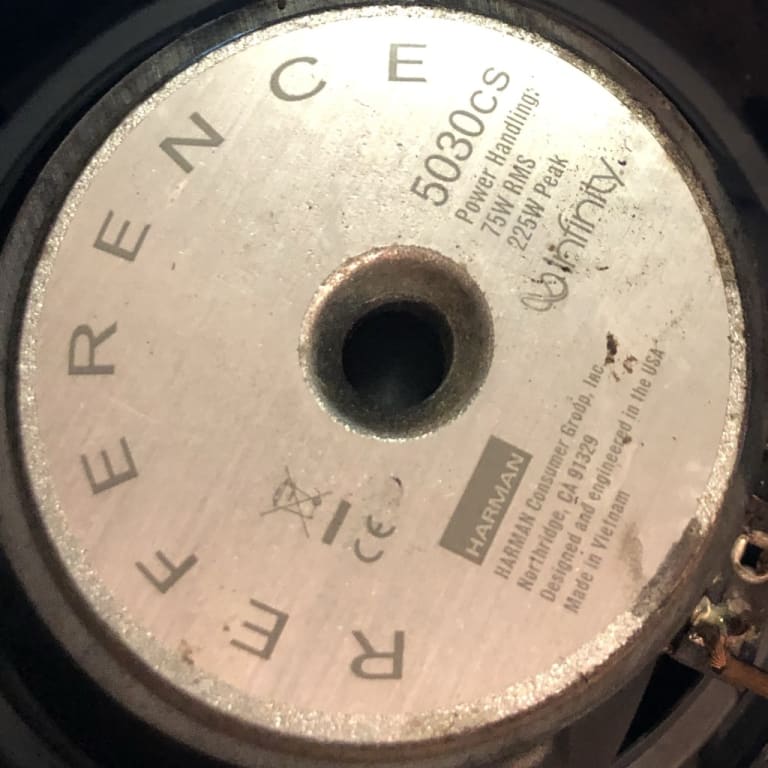 REFERENCE
5030CS
Power Handling:
75W RMS
225W Peak
Infinity.
HARMAN
HARMAN Consumer Group, Inc.
Northridge, CA 91329
Designed and engineered in the USA
Made in Vietnam
CE